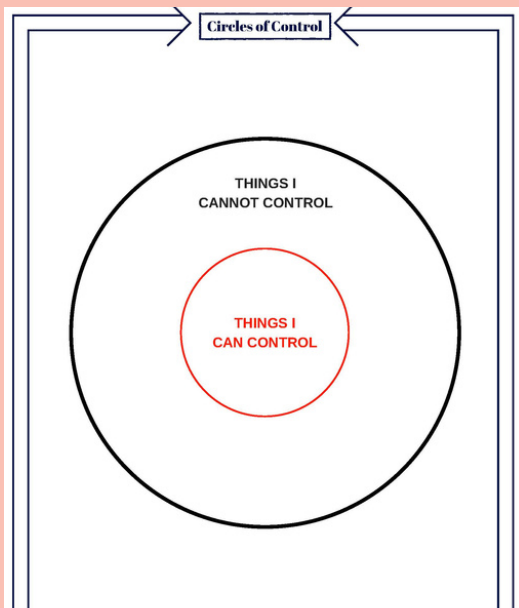 Circles of Control
THINGS I
CANNOT CONTROL
THINGS I
CAN CONTROL